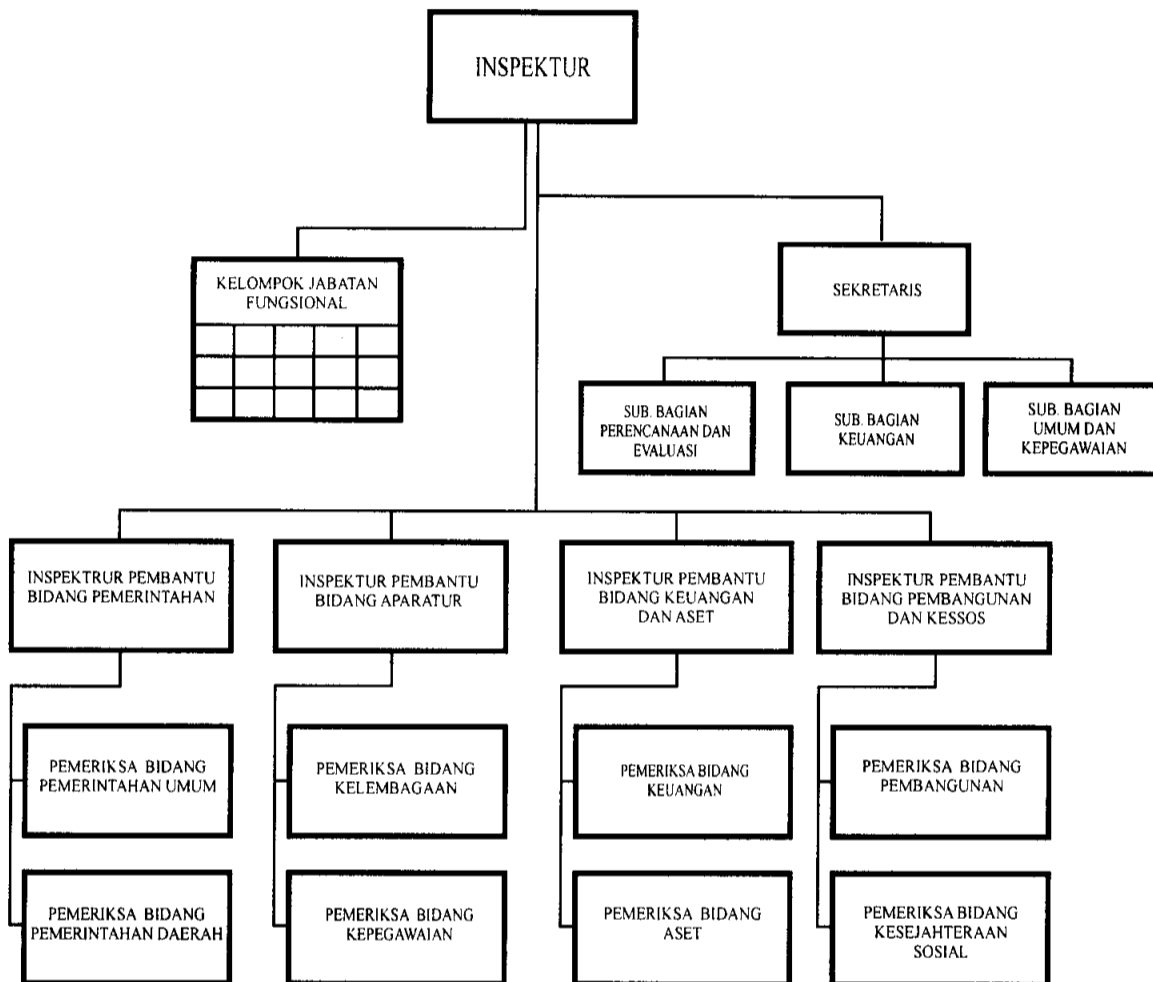 INSPEKTUR
KELOMPOK JABATAN
FUNGSIONAL
SEKRETARIS
SUB. BAGIAN
PERENCANAAN DAN
EVALUASI
SUB. BAGIAN
KEUANGAN
SUB. BAGIAN
UMUM DAN
KEPEGAWAIAN
INSPEKTRUR PEMBANTU
BIDANG PEMERINTAHAN
INSPEKTUR PEMBANTU
BIDANG APARATUR
INSPEKTUR PEMBANTU
BIDANG KEUANGAN
DAN ASET
INSPEKTUR PEMBANTU
BIDANG PEMBANGUNAN
DAN KESSOS
PEMERIKSA BIDANG
PEMERINTAHAN UMUM
PEMERIKSA BIDANG
KELEMBAGAAN
PEMERIKSA BIDANG
KEUANGAN
PEMERIKSA BIDANG
PEMBANGUNAN
PEMERIKSA BIDANG
PEMERINTAHAN DAERAH
PEMERIKSA BIDANG
KEPEGAWAIAN
PEMERIKSA BIDANG
ASET
PEMERIKSA BIDANG
KESEJAHTERAAN
SOSIAL